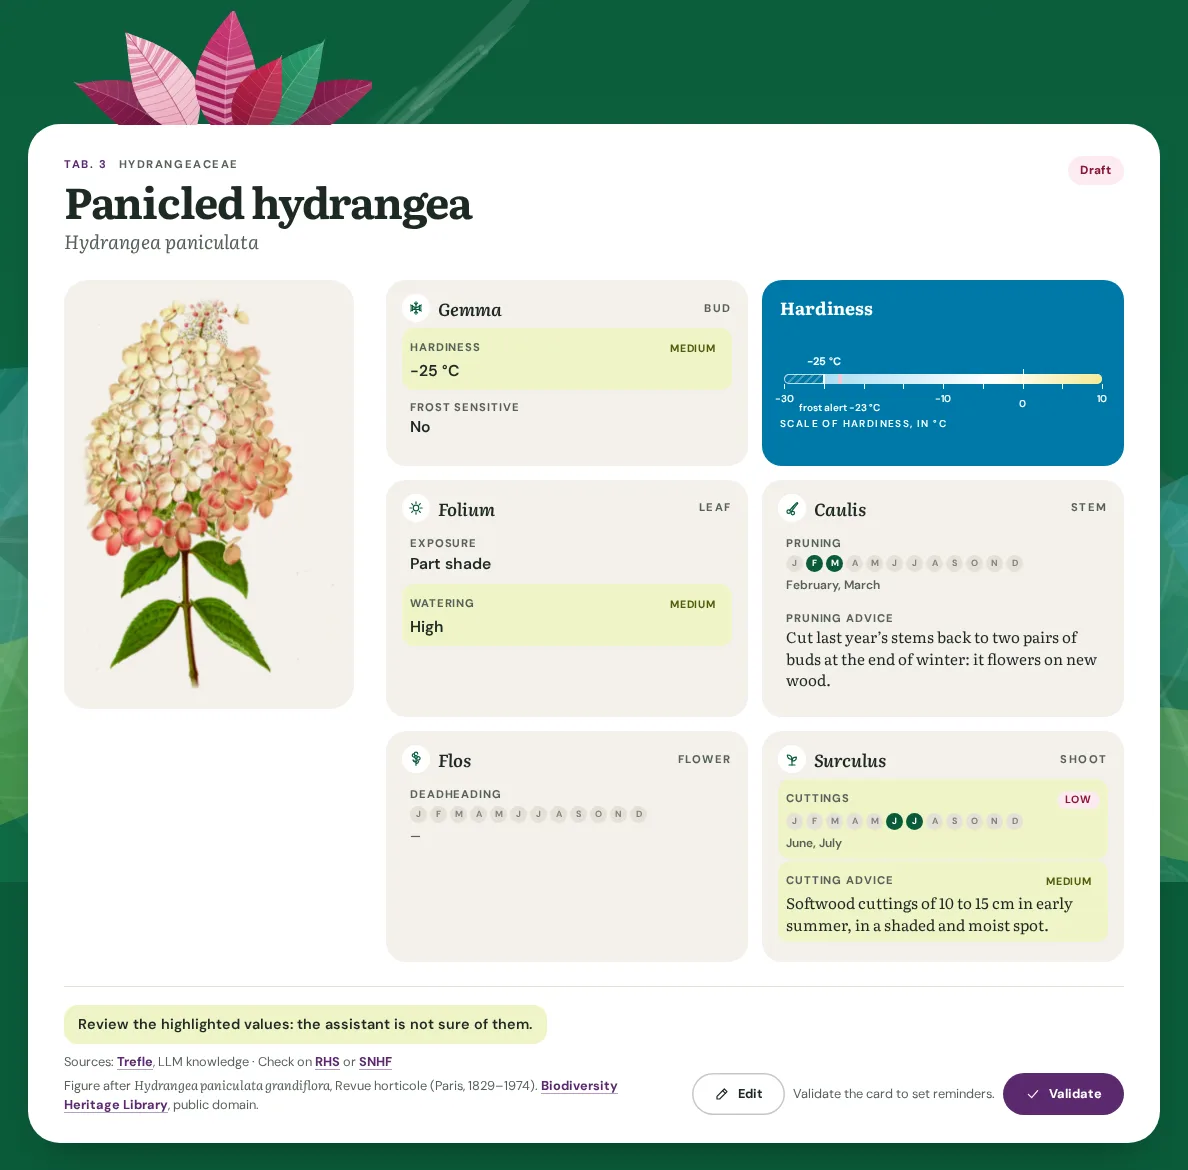 TAB. 3 HYDRANGEACEAE
Draft
Panicled hydrangea
Hydrangea paniculata
Gemma
BUD
HARDINESS
MEDIUM
-25 °C
FROST SENSITIVE
No
Hardiness
-25 °C
-30
-10
0
10
frost alert -23 °C
SCALE OF HARDINESS, IN °C
Folium
LEAF
EXPOSURE
Part shade
WATERING
MEDIUM
High
Caulis
STEM
PRUNING
J F M A M J J A S O N D
February, March
PRUNING ADVICE
Cut last year's stems back to two pairs of
buds at the end of winter: it flowers on new
wood.
Flos
FLOWER
DEADHEADING
J F M A M J J A S O N D
—
Surculus
SHOOT
CUTTINGS
LOW
J F M A M J J A S O N D
June, July
CUTTING ADVICE
MEDIUM
Softwood cuttings of 10 to 15 cm in early
summer, in a shaded and moist spot.
Review the highlighted values: the assistant is not sure of them.
Sources: Trefle, LLM knowledge · Check on RHS or SNHF
Figure after Hydrangea paniculata grandiflora, Revue horticole (Paris, 1829–1974). Biodiversity
Heritage Library, public domain.
Edit
Validate the card to set reminders.
Validate